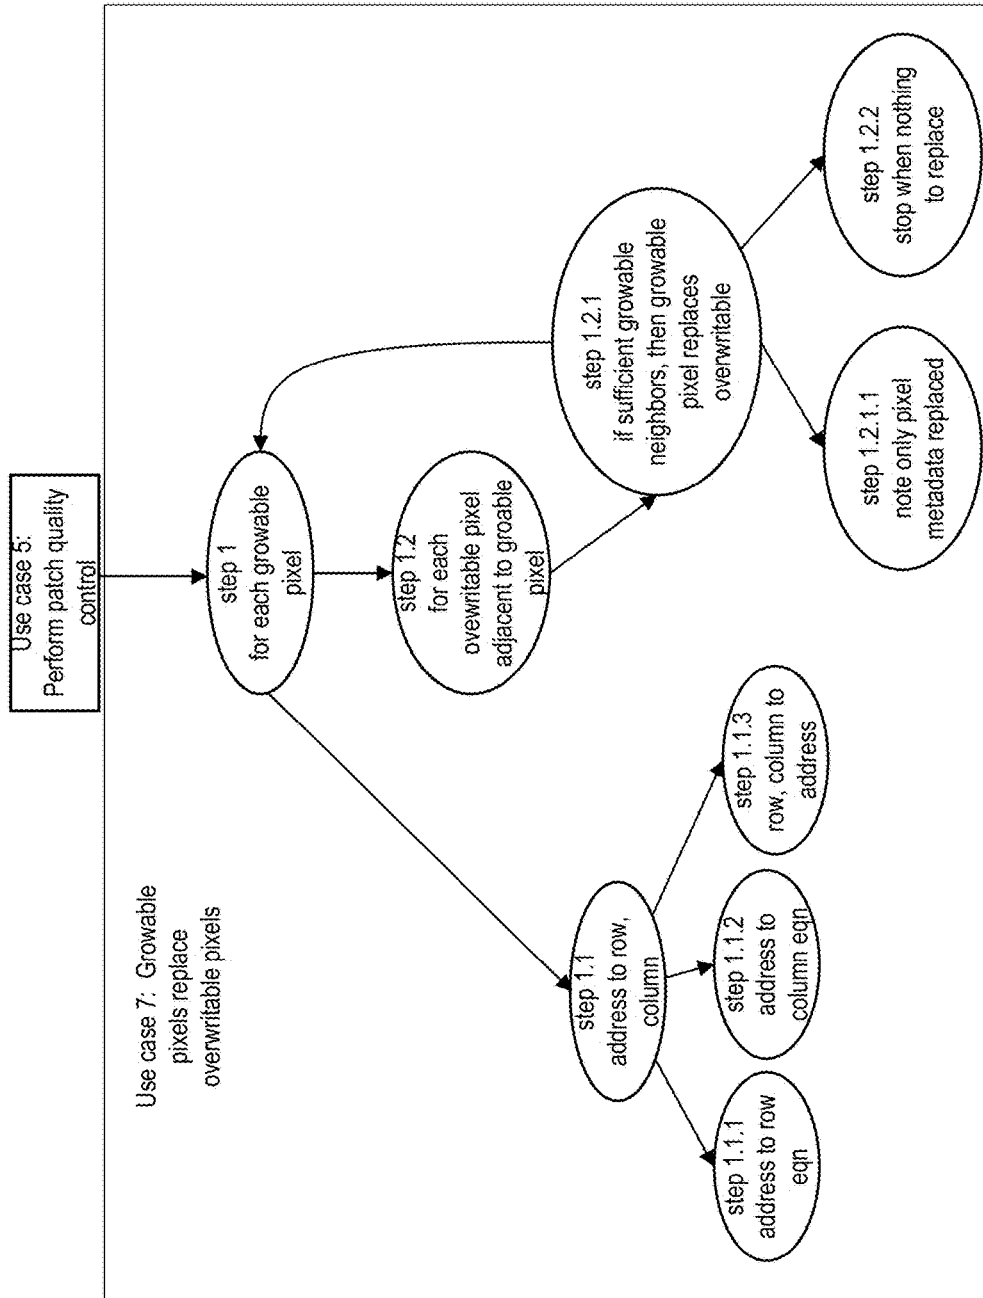 Use case 5:
Perform patch quality
control
Use case 7: Growable
pixels replace
overwritable pixels
step 1
for each growable
pixel
step 1.2
for each
ovewritable pixel
adjacent to groable
pixel
step 1.2.1
if sufficient growable
neighbors, then growable
pixel replaces
overwritable
step 1.1
address to row,
column
step 1.1.1
address to row
eqn
step 1.1.2
address to
column eqn
step 1.1.3
row, column to
address
step 1.2.1.1
note only pixel
metadata replaced
step 1.2.2
stop when nothing
to replace